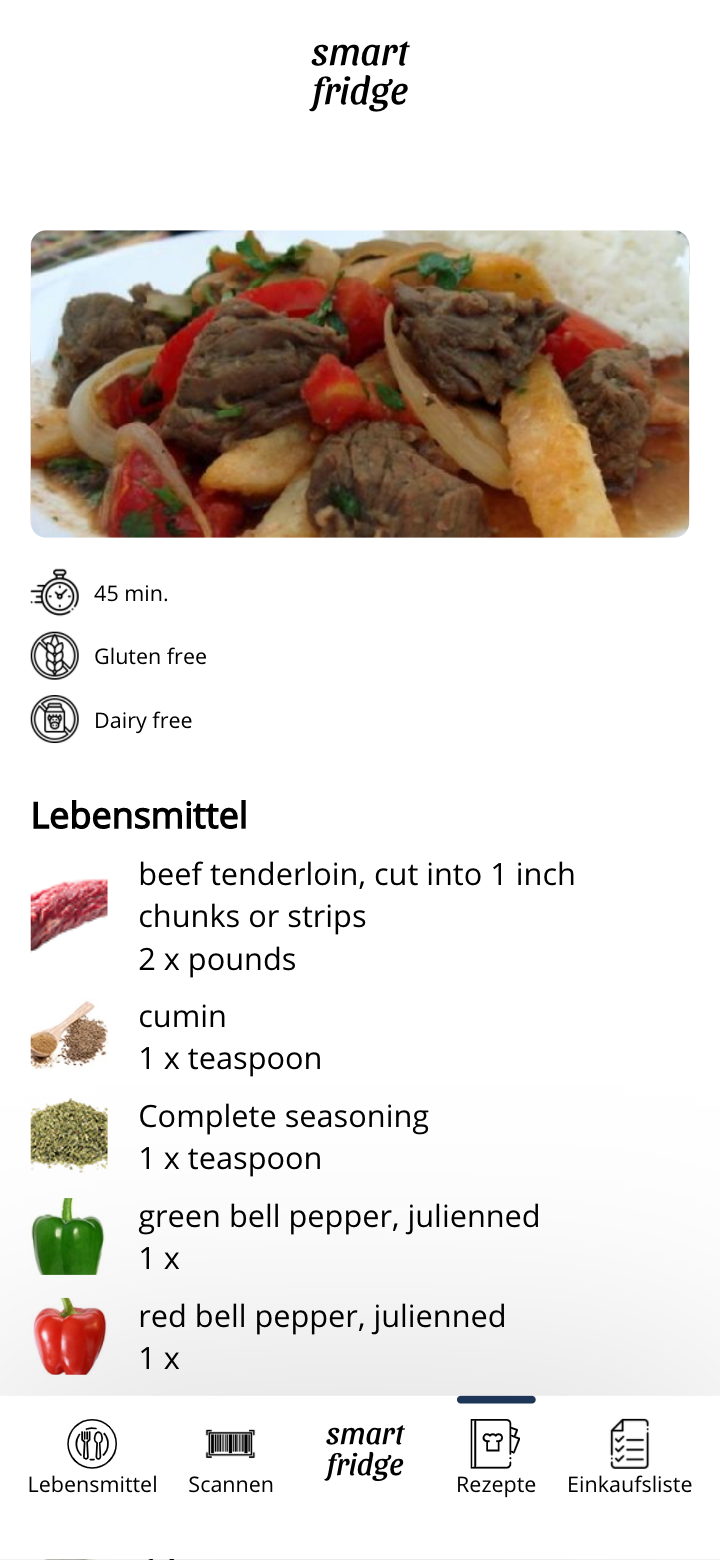 smart
fridge
45 min.
Gluten free
Dairy free
Lebensmittel
beef tenderloin, cut into 1 inch
chunks or strips
2 x pounds
cumin
1 x teaspoon
Complete seasoning
1 x teaspoon
green bell pepper, julienned
1 x
red bell pepper, julienned
1 x
Lebensmittel
Scannen
smart
fridge
Rezepte
Einkaufsliste